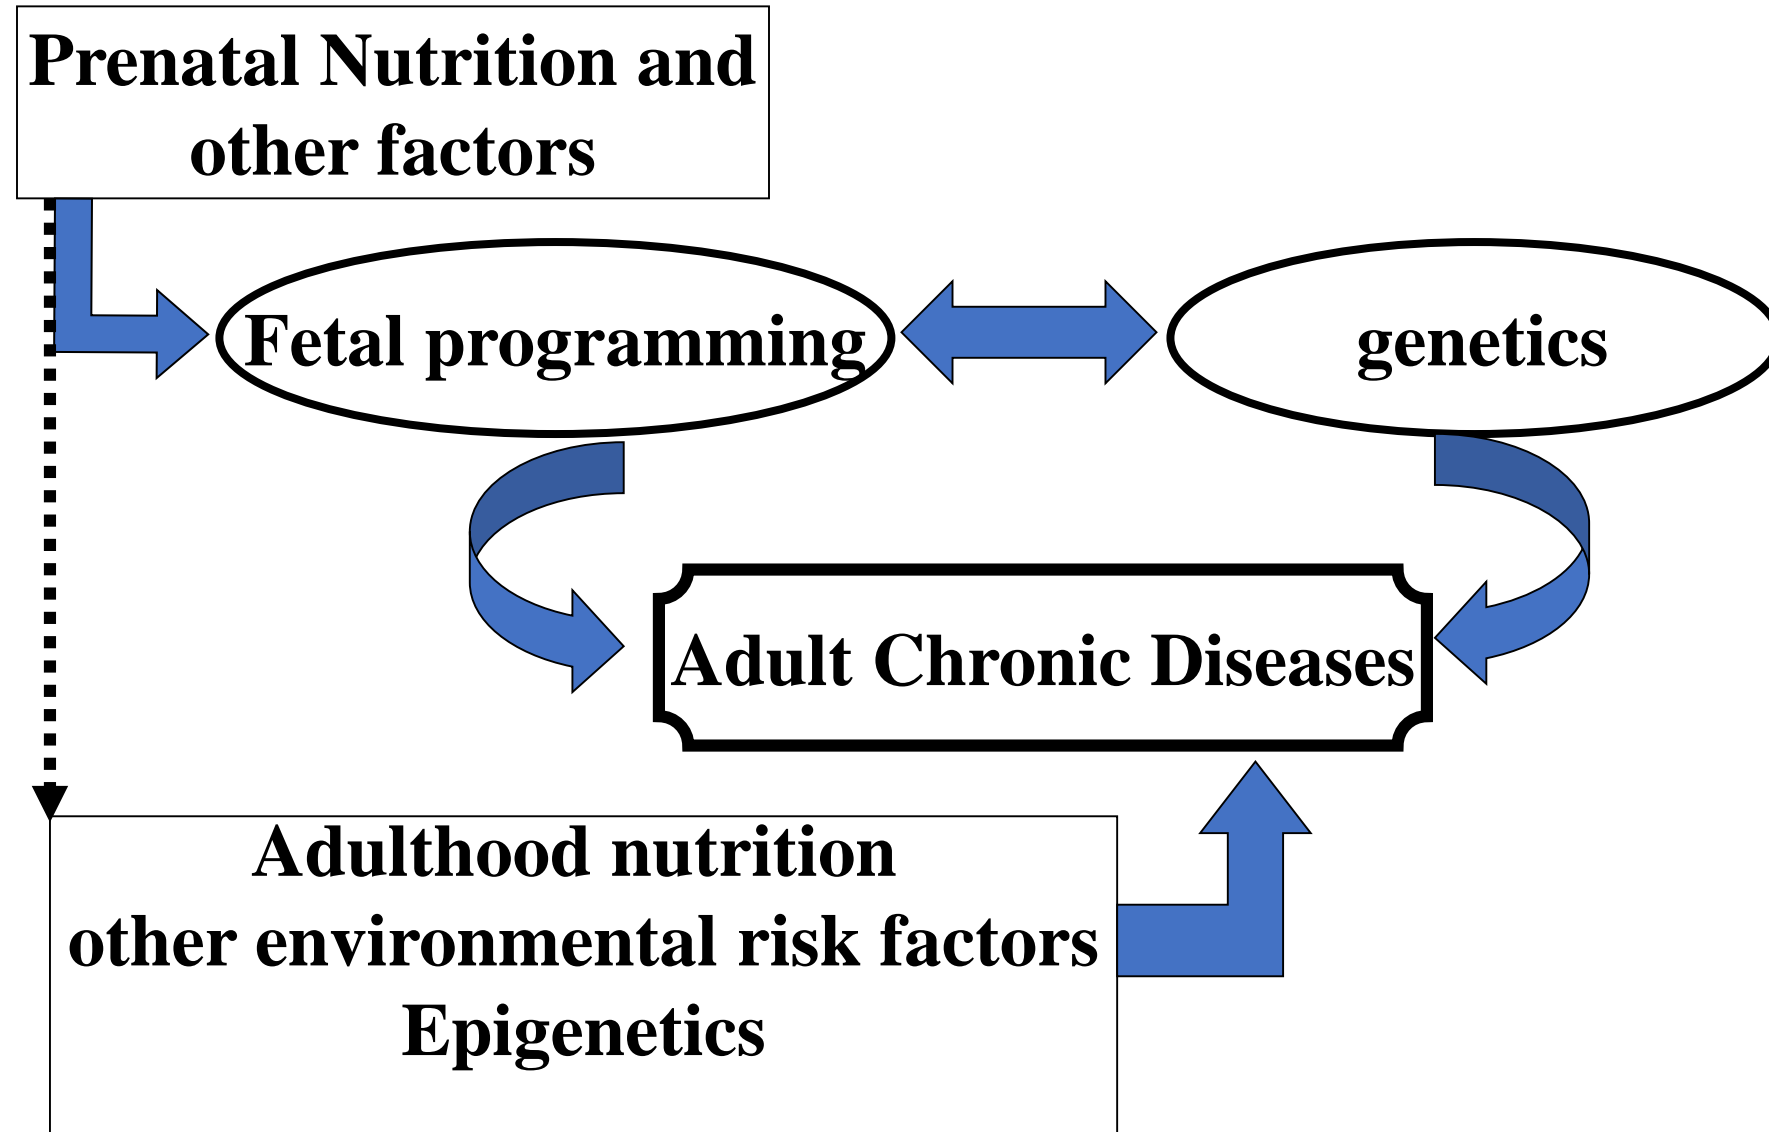 Prenatal Nutrition and
other factors
Fetal programming
genetics
Adult Chronic Diseases
Adulthood nutrition
other environmental risk factors
Epigenetics